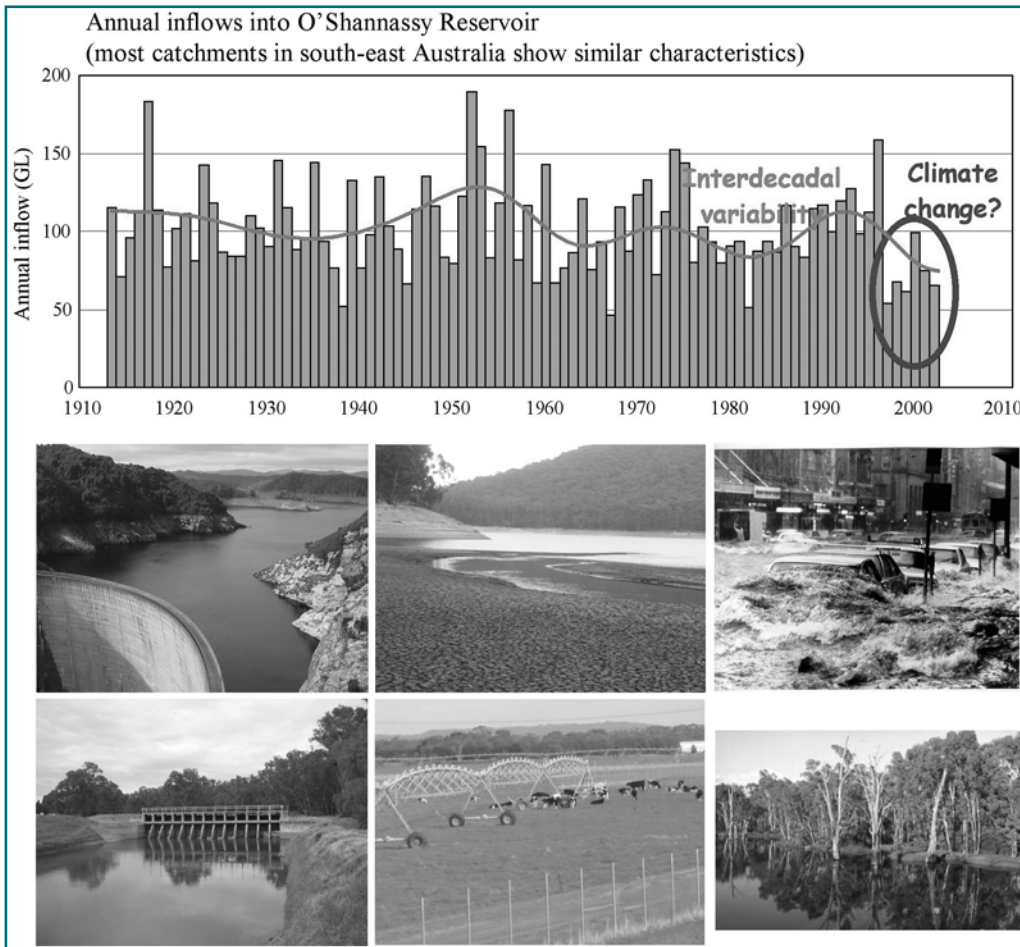 Annual inflows into O’Shannassy Reservoir
(most catchments in south-east Australia show similar characteristics)
Annual inflow (GL)
200
150
100
50
0
Interdecadal
variability
Climate
change?
1910 1920 1930 1940 1950 1960 1970 1980 1990 2000 2010